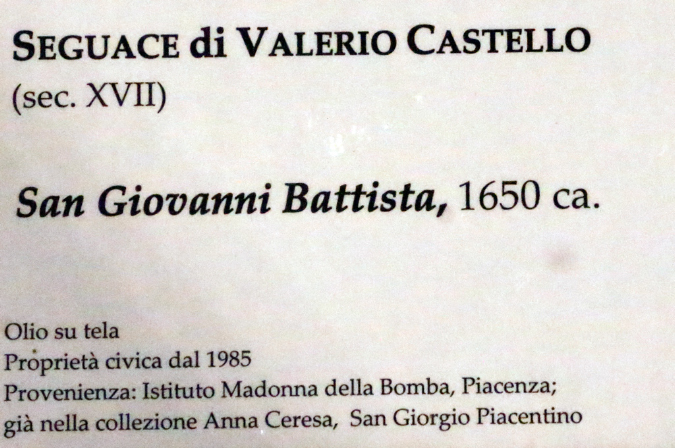 SEGUACE di VALERIO CASTELLO
(sec. XVII)
San Giovanni Battista, 1650 ca.
Olio su tela
Proprietà civica dal 1985
Provenienza: Istituto Madonna della Bomba, Piacenza;
già nella collezione Anna Ceresa, San Giorgio Piacentino